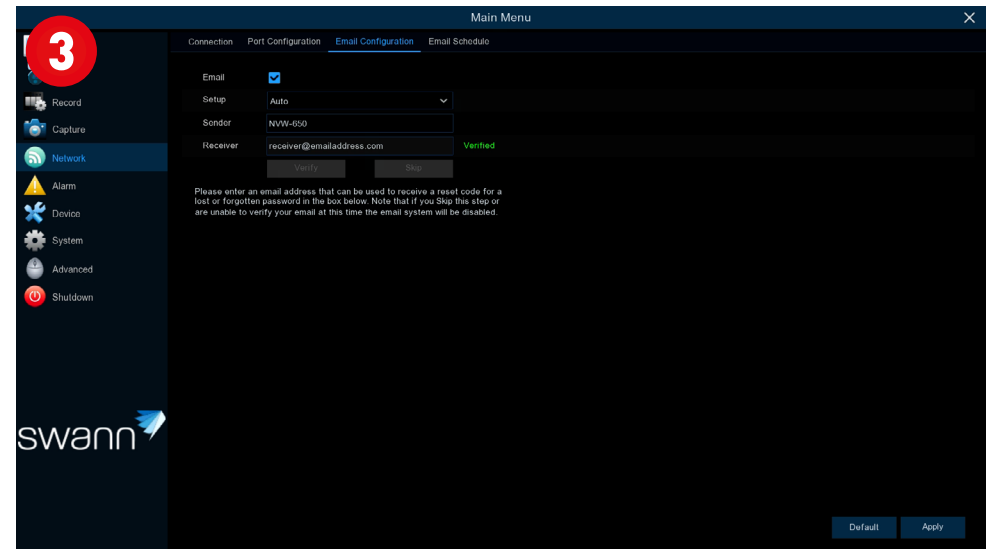 Main Menu
3
Connection Port Configuration Email Configuration Email Schedule
Email
Setup Auto
Sender NVW-650
Receiver receiver@emailaddress.com Verified
Verify Skip
Please enter an email address that can be used to receive a reset code for a
lost or forgotten password in the box below. Note that if you Skip this step or
are unable to verify your email at this time the email system will be disabled.
Record
Capture
Network
Alarm
Device
System
Advanced
Shutdown
swann
Default Apply